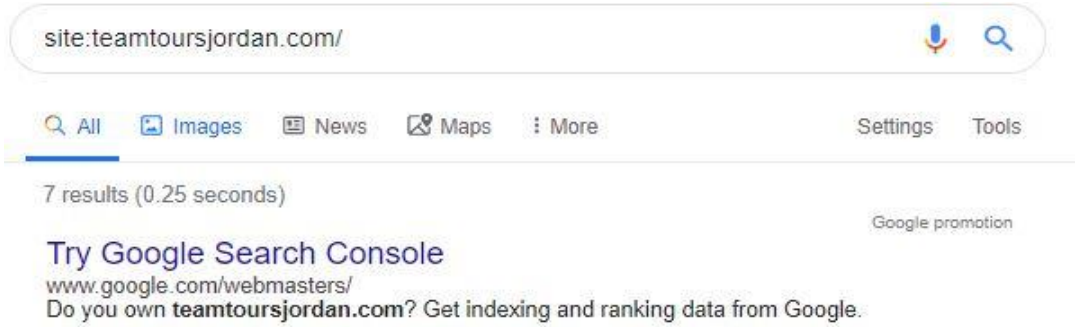 site:teamtoursjordan.com/
All Images News Maps More Settings Tools
7 results (0.25 seconds)
Google promotion
Try Google Search Console
www.google.com/webmasters/
Do you own teamtoursjordan.com? Get indexing and ranking data from Google.